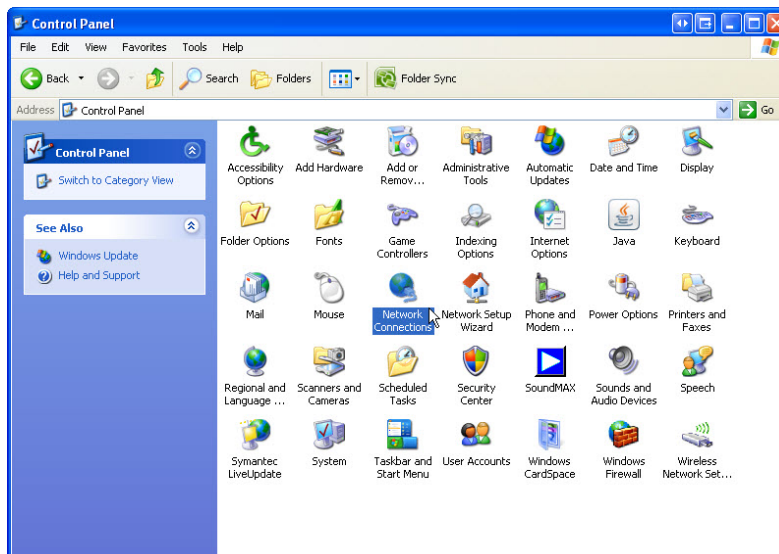 Control Panel
File Edit View Favorites Tools Help
Back Search Folders Folder Sync
Address Control Panel Go
Control Panel
Switch to Category View
See Also
Windows Update
Help and Support
Accessibility Options
Add Hardware
Add or Remov...
Administrative Tools
Automatic Updates
Date and Time
Display
Folder Options
Fonts
Game Controllers
Indexing Options
Internet Options
Java
Keyboard
Mail
Mouse
Network Connections
Network Setup Wizard
Phone and Modem ...
Power Options
Printers and Faxes
Regional and Language ...
Scanners and Cameras
Scheduled Tasks
Security Center
SoundMAX
Sounds and Audio Devices
Speech
Symantec LiveUpdate
System
Taskbar and Start Menu
User Accounts
Windows CardSpace
Windows Firewall
Wireless Network Set...